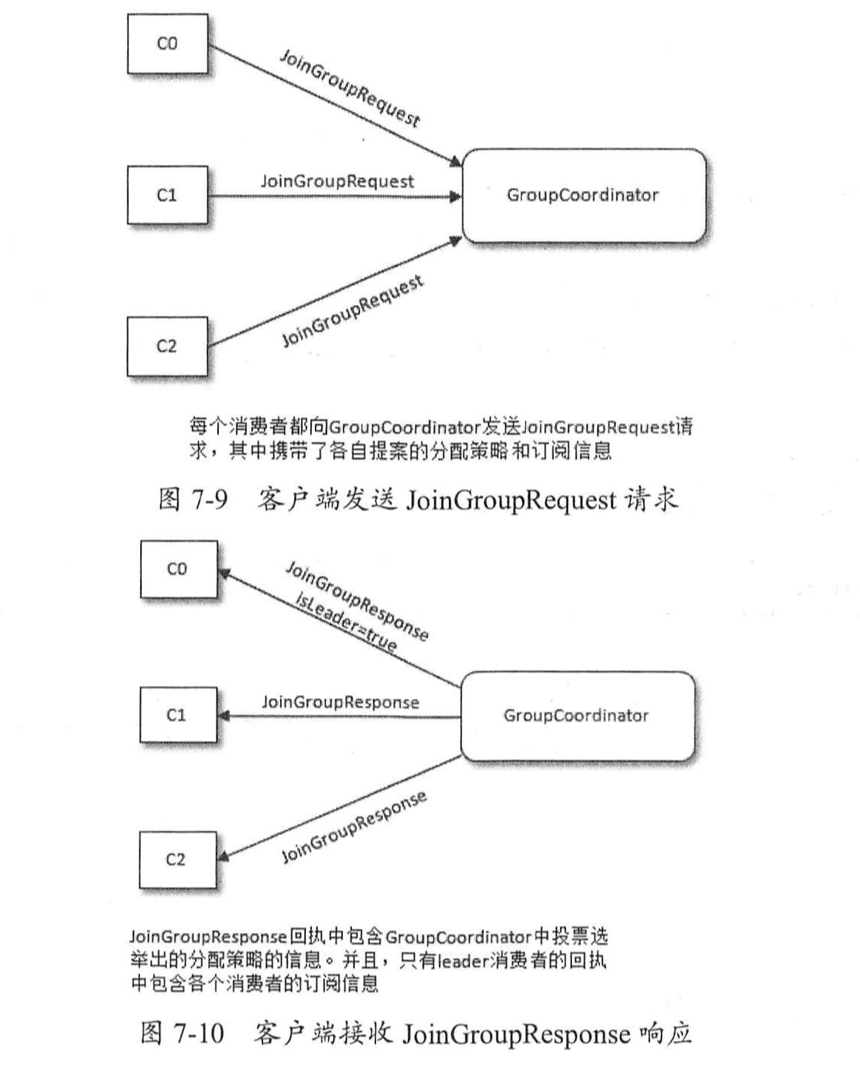 C0
JoinGroupRequest
C1
JoinGroupRequest
GroupCoordinator
C2
JoinGroupRequest
每个消费者都向GroupCoordinator发送JoinGroupRequest请
求，其中携带了各自提案的分配策略和订阅信息
图 7-9 客户端发送 JoinGroupRequest 请求
C0
JoinGroupResponse
isLeader=true
C1
JoinGroupResponse
GroupCoordinator
C2
JoinGroupResponse
JoinGroupResponse回执中包含GroupCoordinator中投票选
举出的分配策略的信息。并且，只有leader消费者的回执
中包含各个消费者的订阅信息
图 7-10 客户端接收 JoinGroupResponse 响应